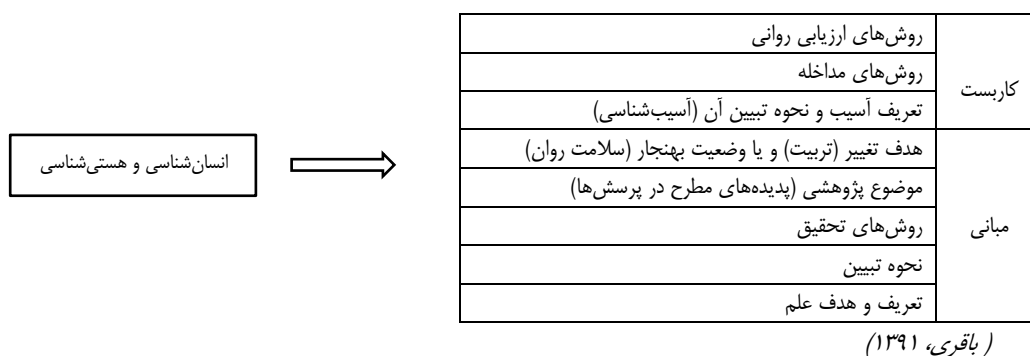 کاربست
روش‌های ارزیابی روانی
روش‌های مداخله
تعریف آسیب و نحوه تبیین آن (آسیب‌شناسی)
مبانی
هدف تغییر (تربیت) و یا وضعیت بهنجار (سلامت روان)
موضوع پژوهشی (پدیده‌های مطرح در پرسش‌ها)
روش‌های تحقیق
نحوه تبیین
تعریف و هدف علم
انسان‌شناسی و هستی‌شناسی
( باقری، ۱۳۹۱)